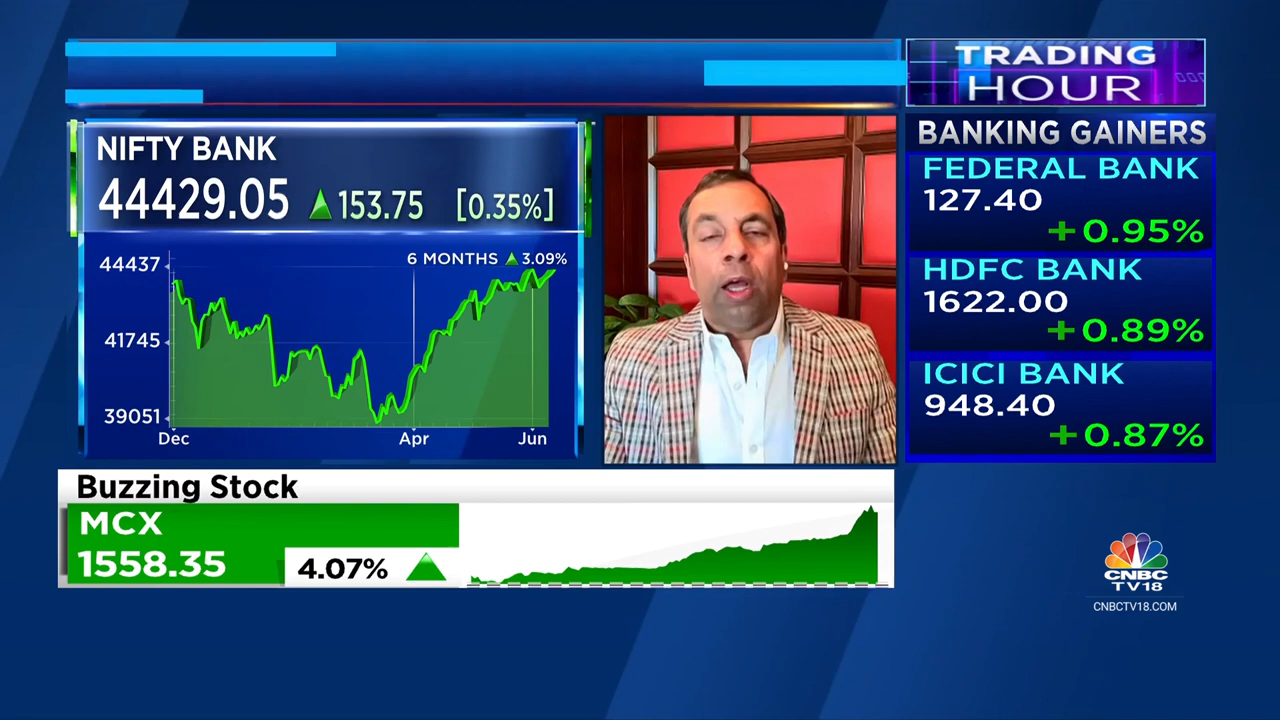 TRADING
HOUR
NIFTY BANK
44429.05 ▲ 153.75 [0.35%]
6 MONTHS ▲ 3.09%
44437
41745
39051
Dec Apr Jun
BANKING GAINERS
FEDERAL BANK
127.40
+0.95%
HDFC BANK
1622.00
+0.89%
ICICI BANK
948.40
+0.87%
Buzzing Stock
MCX
1558.35
4.07% ▲
CNBC
TV18
CNBCTV18.COM